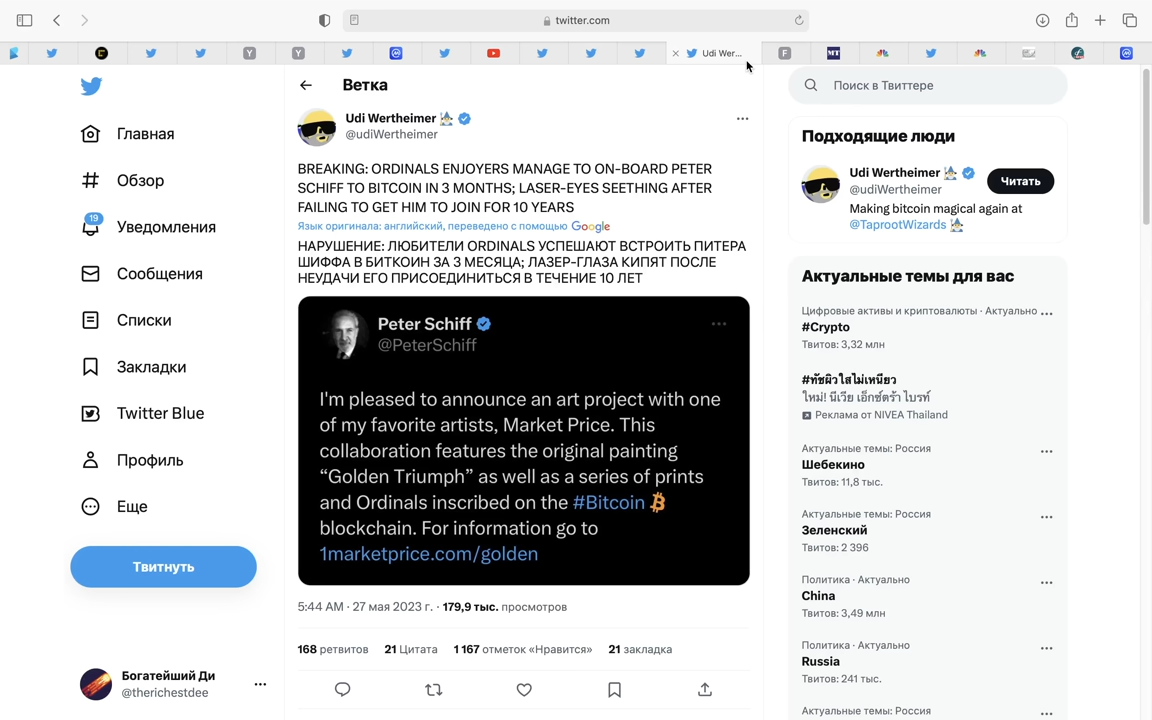 twitter.com
Udi Wer...
Y
Y
F
MT
Главная
Обзор
19
Уведомления
Сообщения
Списки
Закладки
Twitter Blue
Профиль
Еще
Твитнуть
Богатейший Ди
@therichestdee
Ветка
Udi Wertheimer
@udiWertheimer
BREAKING: ORDINALS ENJOYERS MANAGE TO ON-BOARD PETER
SCHIFF TO BITCOIN IN 3 MONTHS; LASER-EYES SEETHING AFTER
FAILING TO GET HIM TO JOIN FOR 10 YEARS
Язык оригинала: английский, переведено с помощью Google
НАРУШЕНИЕ: ЛЮБИТЕЛИ ORDINALS УСПЕШАЮТ ВСТРОИТЬ ПИТЕРА
ШИФФА В БИТКОИН ЗА 3 МЕСЯЦА; ЛАЗЕР-ГЛАЗА КИПЯТ ПОСЛЕ
НЕУДАЧИ ЕГО ПРИСОЕДИНИТЬСЯ В ТЕЧЕНИЕ 10 ЛЕТ
Peter Schiff
@PeterSchiff
I'm pleased to announce an art project with one
of my favorite artists, Market Price. This
collaboration features the original painting
“Golden Triumph” as well as a series of prints
and Ordinals inscribed on the #Bitcoin
blockchain. For information go to
1marketprice.com/golden
5:44 AM · 27 мая 2023 г. · 179,9 тыс. просмотров
168 ретвитов 21 Цитата 1 167 отметок «Нравится» 21 закладка
Поиск в Твиттере
Подходящие люди
Udi Wertheimer
@udiWertheimer
Читать
Making bitcoin magical again at
@TaprootWizards
Актуальные темы для вас
Цифровые активы и криптовалюты · Актуально
#Crypto
Твитов: 3,32 млн
#ทัชผิวใสไม่เหนียว
ใหม่! นีเวีย เอ็กซ์ตร้า ไบรท์
Реклама от NIVEA Thailand
Актуальные темы: Россия
Шебекино
Твитов: 11,8 тыс.
Актуальные темы: Россия
Зеленский
Твитов: 2 396
Политика · Актуально
China
Твитов: 3,49 млн
Политика · Актуально
Russia
Твитов: 241 тыс.
Актуальные темы: Россия